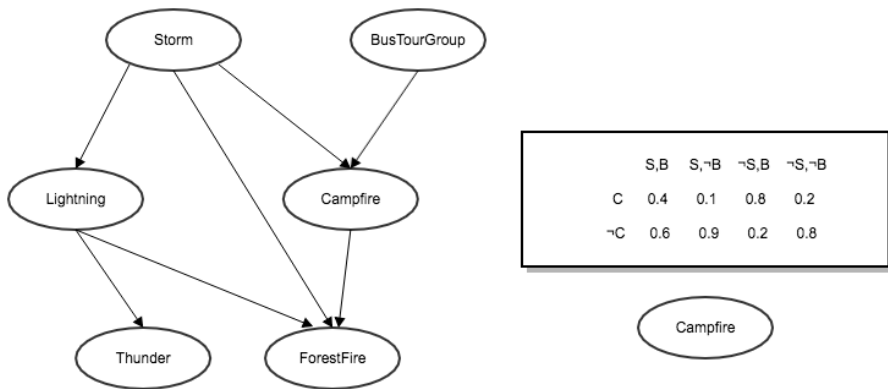 Storm
BusTourGroup
Lightning
Campfire
Thunder
ForestFire
S,B S,¬B ¬S,B ¬S,¬B
C 0.4 0.1 0.8 0.2
¬C 0.6 0.9 0.2 0.8
Campfire